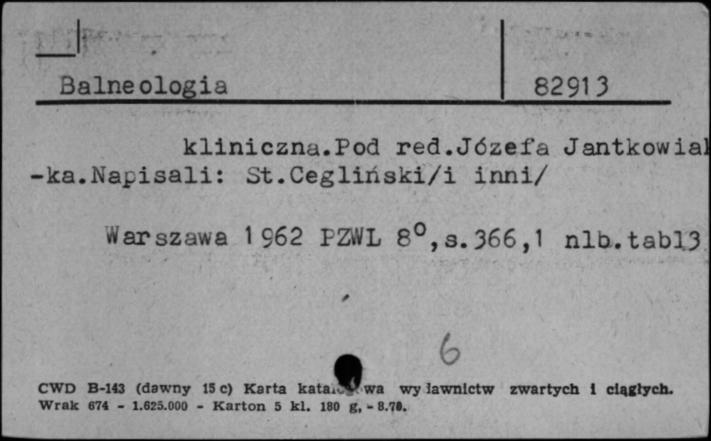 Balneologia 82913
kliniczna.Pod red.Józefa Jantkowia
-ka.Napisali: St.Cegliński/i inni/
Warszawa 1962 PZWL 8°,s.366,1 nlb.tabl3
6
CWD B-143 (dawny 15 c) Karta wydawnictw zwartych i ciągłych.
Wrak 674 - 1.625.000 - Karton 5 kl. 180 g, - 8.70.